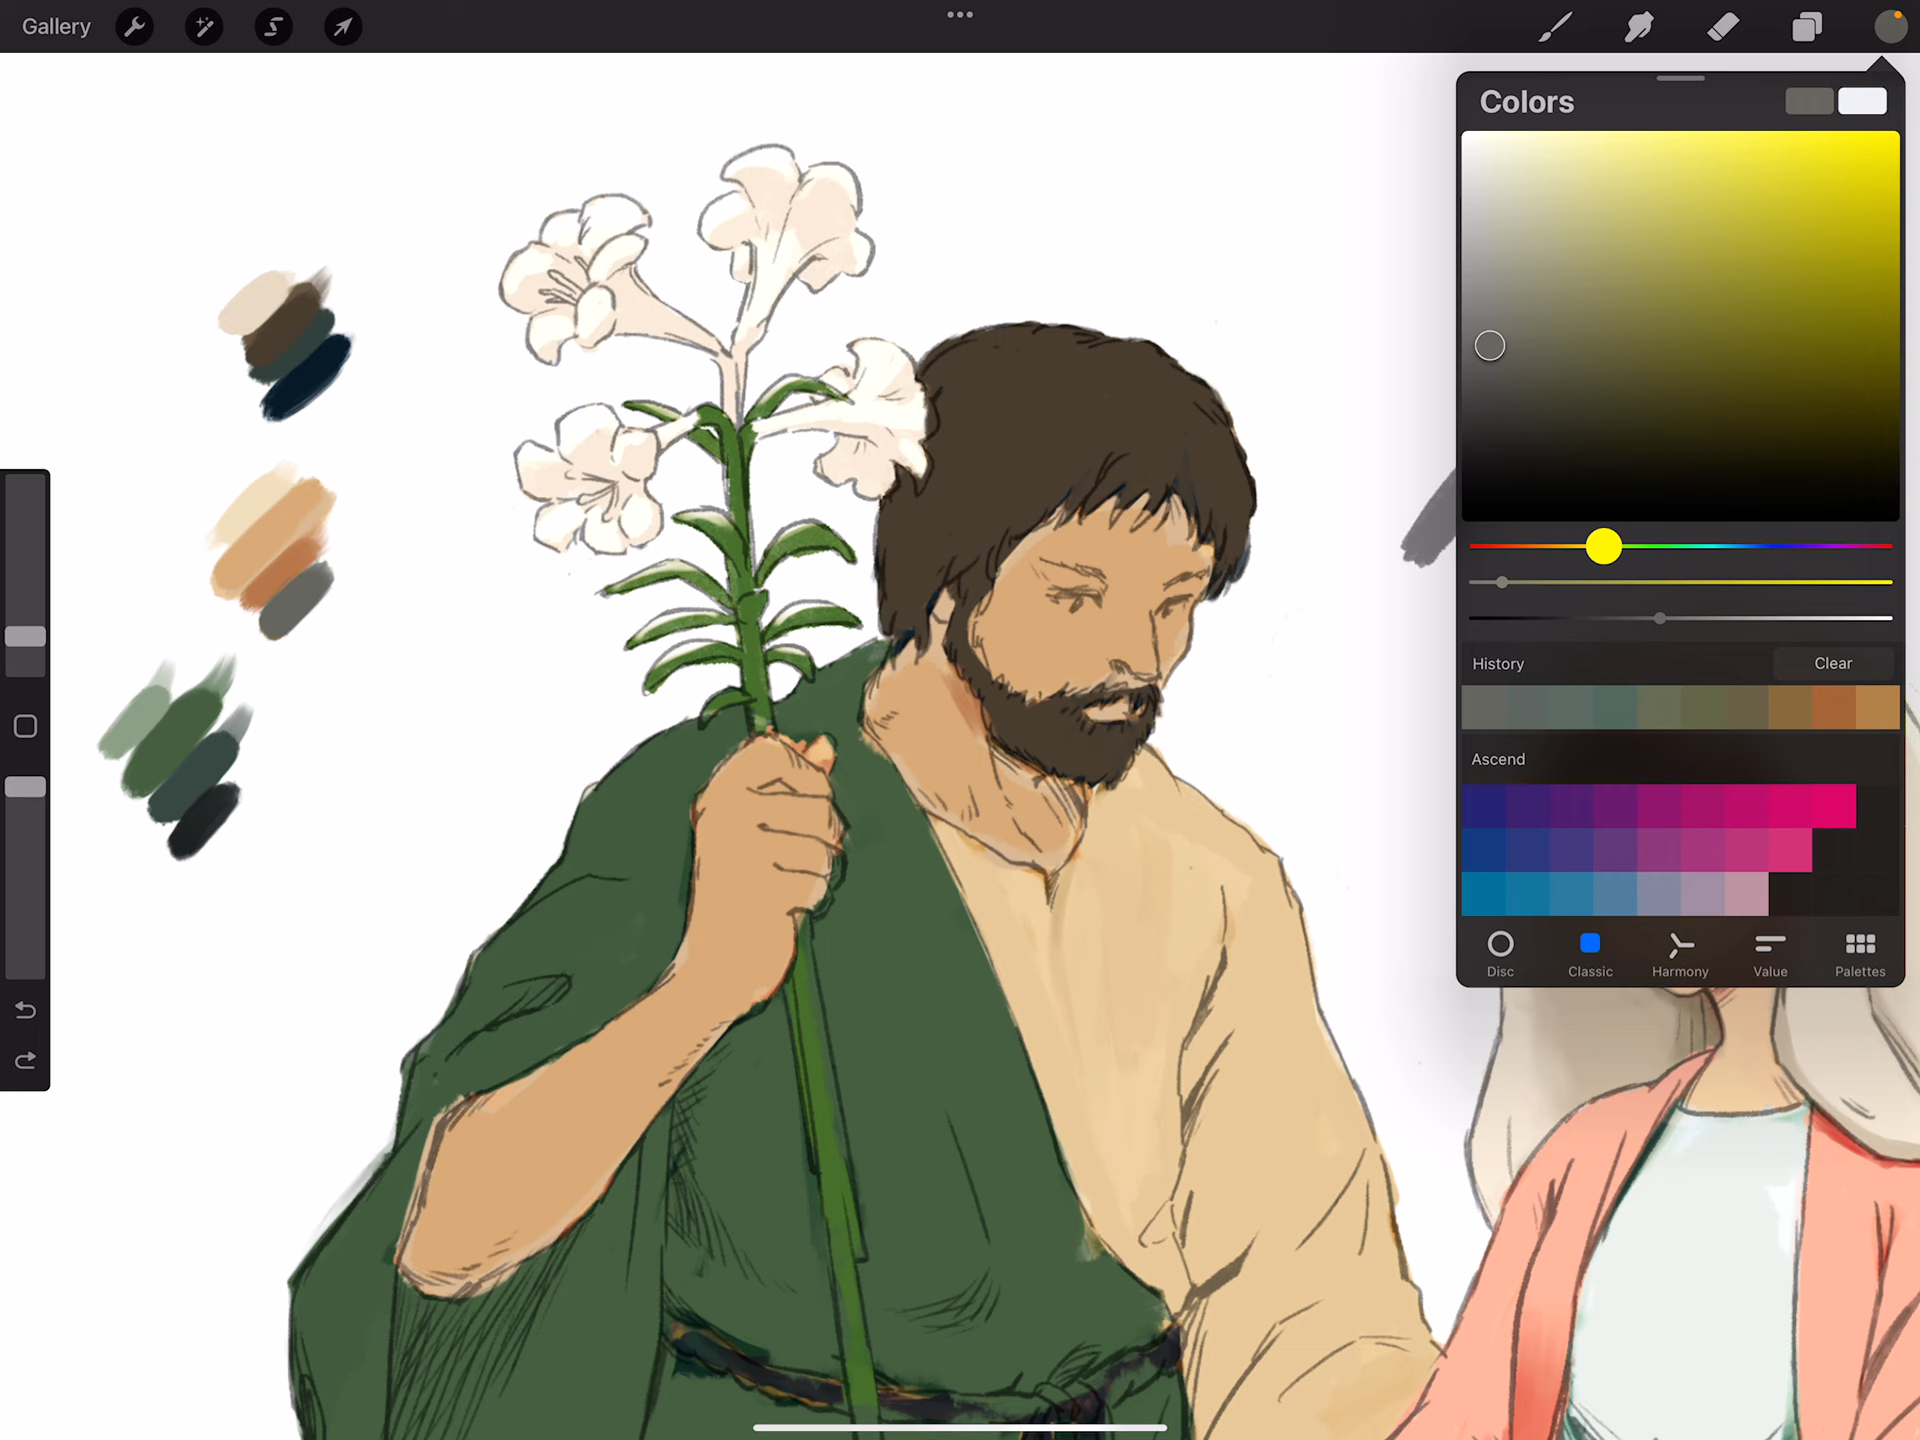 Gallery
Colors
History Clear
Ascend
Disc Classic Harmony Value Palettes